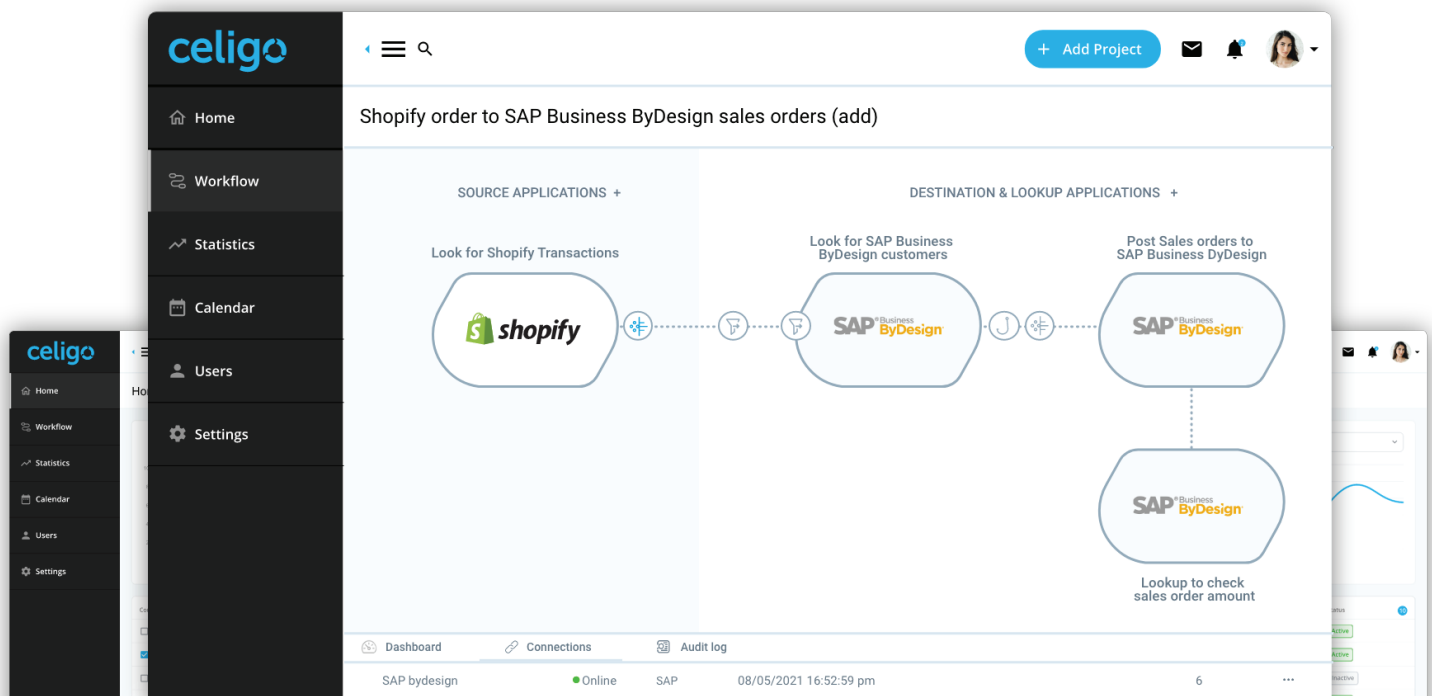 celigo
Add Project
Shopify order to SAP Business ByDesign sales orders (add)
Home
Workflow
Statistics
Calendar
Users
Settings
SOURCE APPLICATIONS +
DESTINATION & LOOKUP APPLICATIONS +
Look for Shopify Transactions
shopify
Look for SAP Business
ByDesign customers
SAP® Business
ByDesign
Post Sales orders to
SAP Business DyDesign
SAP® Business
ByDesign
SAP® Business
ByDesign
Lookup to check
sales order amount
Dashboard
Connections
Audit log
SAP bydesign
Online
SAP
08/05/2021 16:52:59 pm
6
...
celigo
Home
Workflow
Statistics
Calendar
Users
Settings
Ho
10
Active
Active